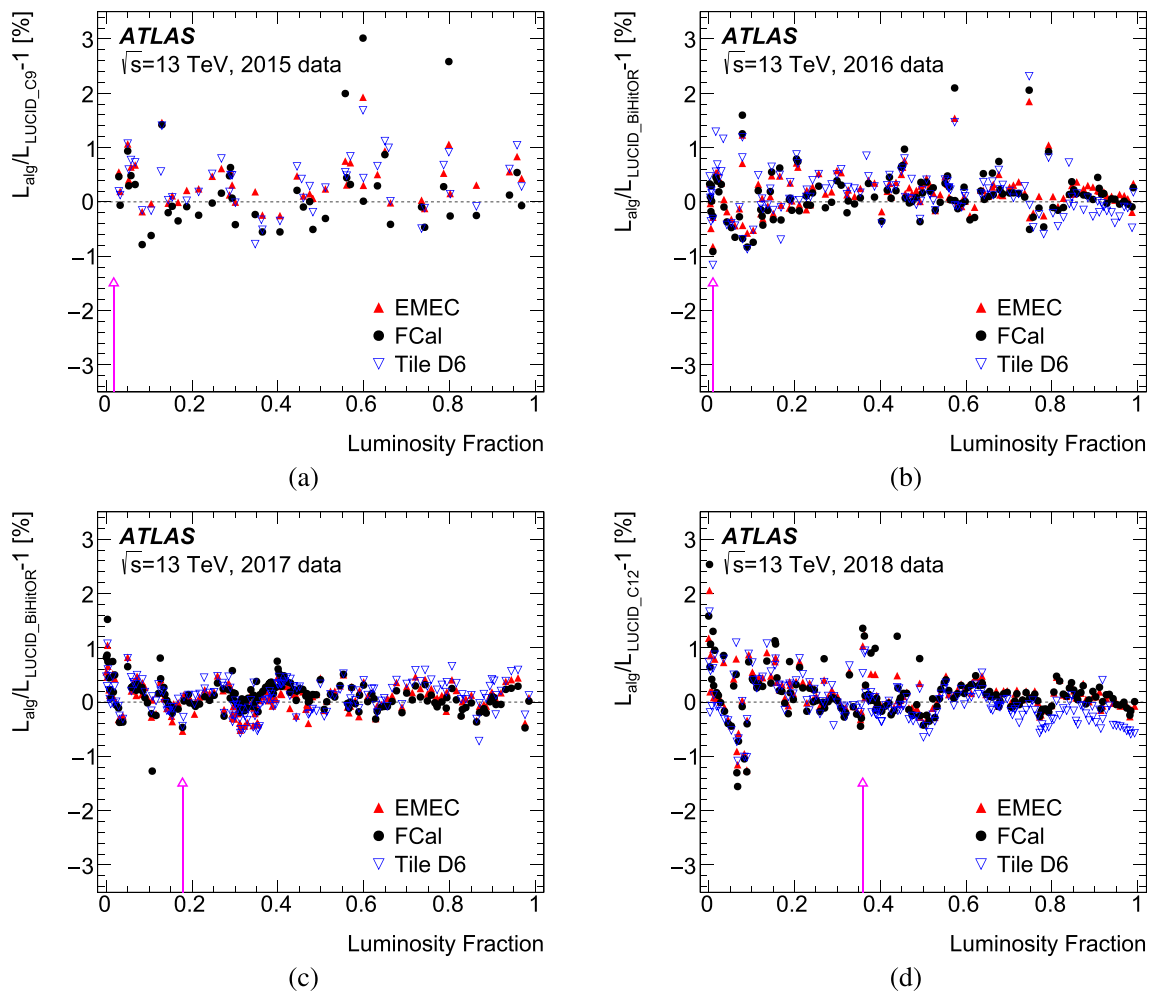 L_alg/L_LUCID_C9-1 [%]
ATLAS
√s=13 TeV, 2015 data
3
2
1
0
−1
−2
−3
EMEC
FCal
Tile D6
0 0.2 0.4 0.6 0.8 1
Luminosity Fraction
(a)
L_alg/L_LUCID_BiHitOR-1 [%]
ATLAS
√s=13 TeV, 2016 data
3
2
1
0
−1
−2
−3
EMEC
FCal
Tile D6
0 0.2 0.4 0.6 0.8 1
Luminosity Fraction
(b)
L_alg/L_LUCID_BiHitOR-1 [%]
ATLAS
√s=13 TeV, 2017 data
3
2
1
0
−1
−2
−3
EMEC
FCal
Tile D6
0 0.2 0.4 0.6 0.8 1
Luminosity Fraction
(c)
L_alg/L_LUCID_C12-1 [%]
ATLAS
√s=13 TeV, 2018 data
3
2
1
0
−1
−2
−3
EMEC
FCal
Tile D6
0 0.2 0.4 0.6 0.8 1
Luminosity Fraction
(d)